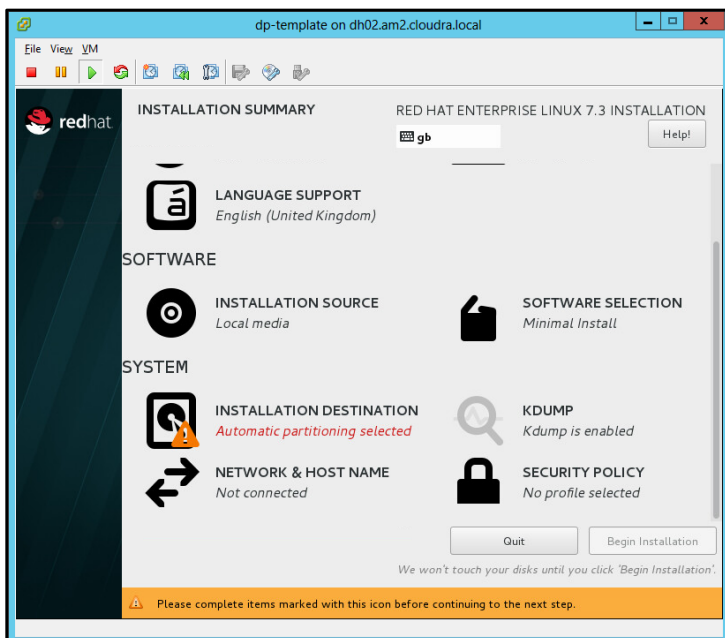 dp-template on dh02.am2.cloudra.local
File View VM
redhat.
INSTALLATION SUMMARY
RED HAT ENTERPRISE LINUX 7.3 INSTALLATION
gb
Help!
á
LANGUAGE SUPPORT
English (United Kingdom)
SOFTWARE
INSTALLATION SOURCE
Local media
SOFTWARE SELECTION
Minimal Install
SYSTEM
INSTALLATION DESTINATION
Automatic partitioning selected
KDUMP
Kdump is enabled
NETWORK & HOST NAME
Not connected
SECURITY POLICY
No profile selected
Quit
Begin Installation
We won't touch your disks until you click 'Begin Installation'.
Please complete items marked with this icon before continuing to the next step.